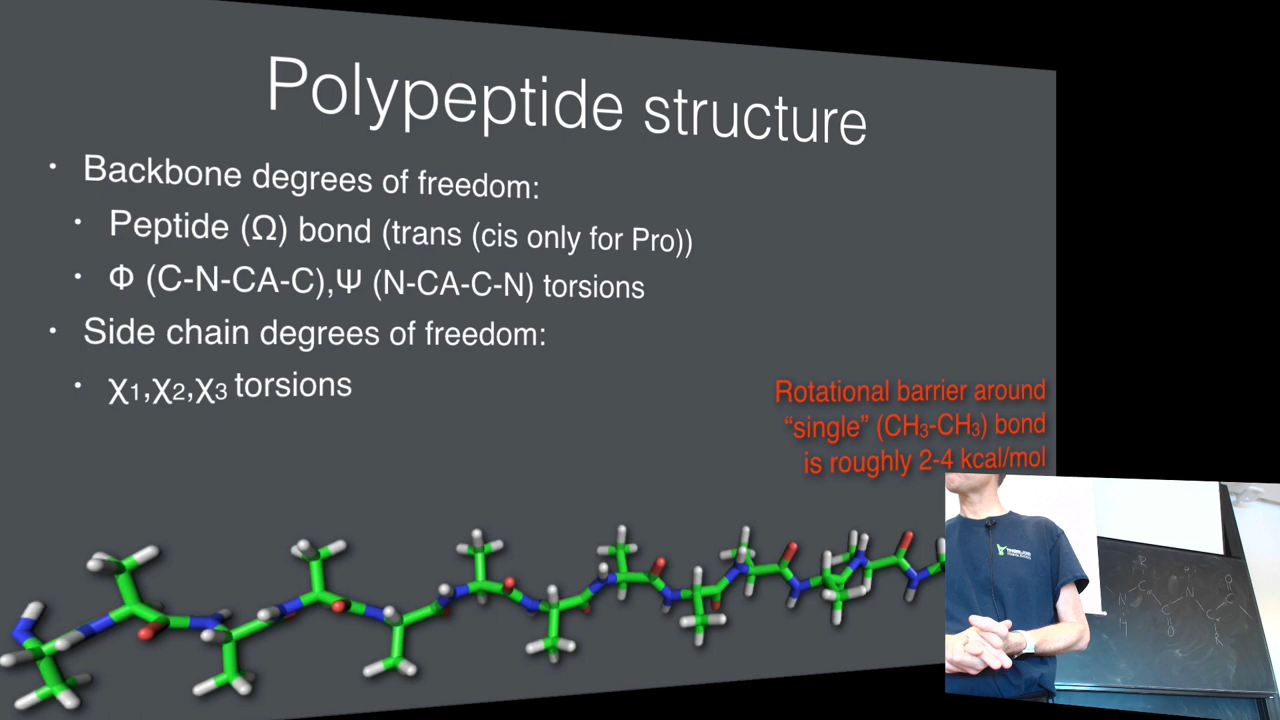 Polypeptide structure
• Backbone degrees of freedom:
• Peptide (Ω) bond (trans (cis only for Pro))
• Φ (C-N-CA-C),Ψ (N-CA-C-N) torsions
• Side chain degrees of freedom:
• χ1,χ2,χ3 torsions
Rotational barrier around
“single” (CH3-CH3) bond
is roughly 2-4 kcal/mol